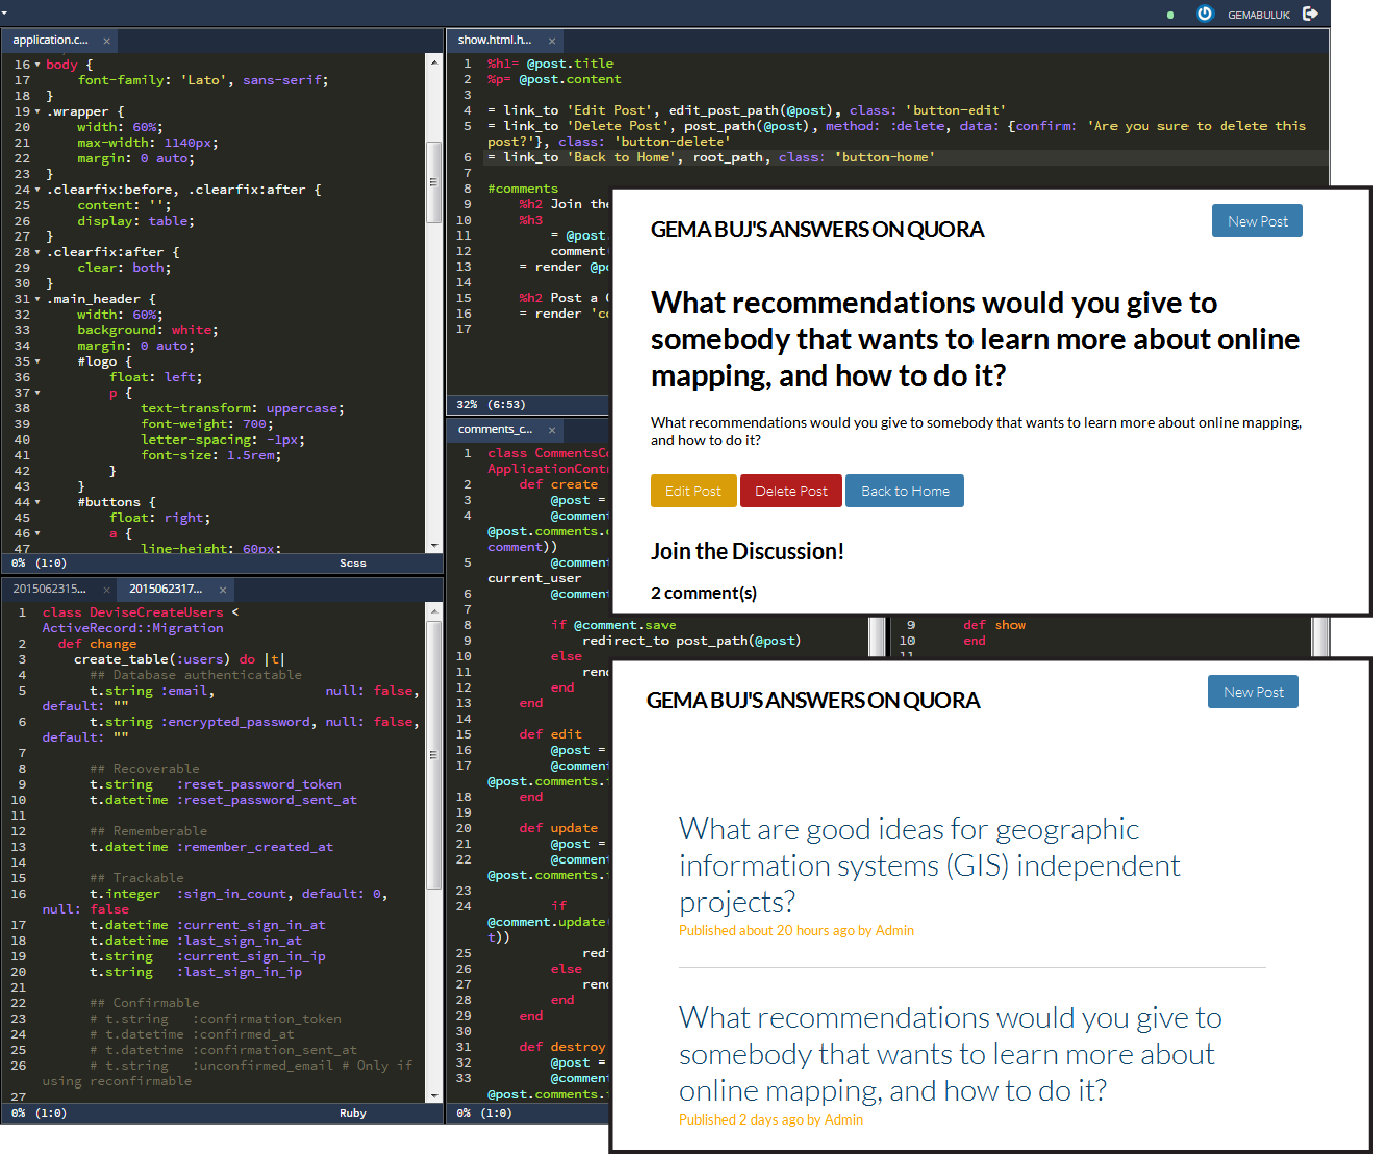 GEMABULUK
application.c... ×
16 body {
17 font-family: 'Lato', sans-serif;
18 }
19 .wrapper {
20 width: 60%;
21 max-width: 1140px;
22 margin: 0 auto;
23 }
24 .clearfix:before, .clearfix:after {
25 content: '';
26 display: table;
27 }
28 .clearfix:after {
29 clear: both;
30 }
31 .main_header {
32 width: 60%;
33 background: white;
34 margin: 0 auto;
35 #logo {
36 float: left;
37 p {
38 text-transform: uppercase;
39 font-weight: 700;
40 letter-spacing: -1px;
41 font-size: 1.5rem;
42 }
43 }
44 #buttons {
45 float: right;
46 a {
47 line-height: 60px;
0% (1:0) Scss
show.html.h... ×
1 %h1= @post.title
2 %p= @post.content
3
4 = link_to 'Edit Post', edit_post_path(@post), class: 'button-edit'
5 = link_to 'Delete Post', post_path(@post), method: :delete, data: {confirm: 'Are you sure to delete this
post?'}, class: 'button-delete'
6 = link_to 'Back to Home', root_path, class: 'button-home'
7
8 #comments
9 %h2 Join the
10 %h3
11 = @post.
12 comment
13 = render @po
14
15 %h2 Post a
16 = render 'co
17
32% (6:53)
2015062315... ×
2015062317... ×
1 class DeviseCreateUsers <
ActiveRecord::Migration
2 def change
3 create_table(:users) do |t|
4 ## Database authenticatable
5 t.string :email, null: false,
default: ""
6 t.string :encrypted_password, null: false,
default: ""
7
8 ## Recoverable
9 t.string :reset_password_token
10 t.datetime :reset_password_sent_at
11
12 ## Rememberable
13 t.datetime :remember_created_at
14
15 ## Trackable
16 t.integer :sign_in_count, default: 0,
null: false
17 t.datetime :current_sign_in_at
18 t.datetime :last_sign_in_at
19 t.string :current_sign_in_ip
20 t.string :last_sign_in_ip
21
22 ## Confirmable
23 # t.string :confirmation_token
24 # t.datetime :confirmed_at
25 # t.datetime :confirmation_sent_at
26 # t.string :unconfirmed_email # Only if
using reconfirmable
27
0% (1:0) Ruby
comments_c... ×
1 class CommentsCo
ApplicationCont
2 def create
3 @post =
4 @commen
@post.comments.
comment))
5 @commen
current_user
6 @commen
7
8 if @comment.save
9 redirect_to post_path(@post)
10 else
11 ren
12 end
13 end
14
15 def edit
16 @post =
17 @commen
@post.comments.
18 end
19
20 def update
21 @post =
22 @commen
@post.comments.
23
24 if
@comment.update(
t))
25 redi
26 else
27 ren
28 end
29 end
30
31 def destroy
32 @post =
33 @commen
@post.comments.
0% (1:0)
9 def show
10 end
11
GEMA BUJ'S ANSWERS ON QUORA
New Post
What recommendations would you give to
somebody that wants to learn more about online
mapping, and how to do it?
What recommendations would you give to somebody that wants to learn more about online mapping,
and how to do it?
Edit Post Delete Post Back to Home
Join the Discussion!
2 comment(s)
GEMA BUJ'S ANSWERS ON QUORA
New Post
What are good ideas for geographic
information systems (GIS) independent
projects?
Published about 20 hours ago by Admin
What recommendations would you give to
somebody that wants to learn more about
online mapping, and how to do it?
Published 2 days ago by Admin